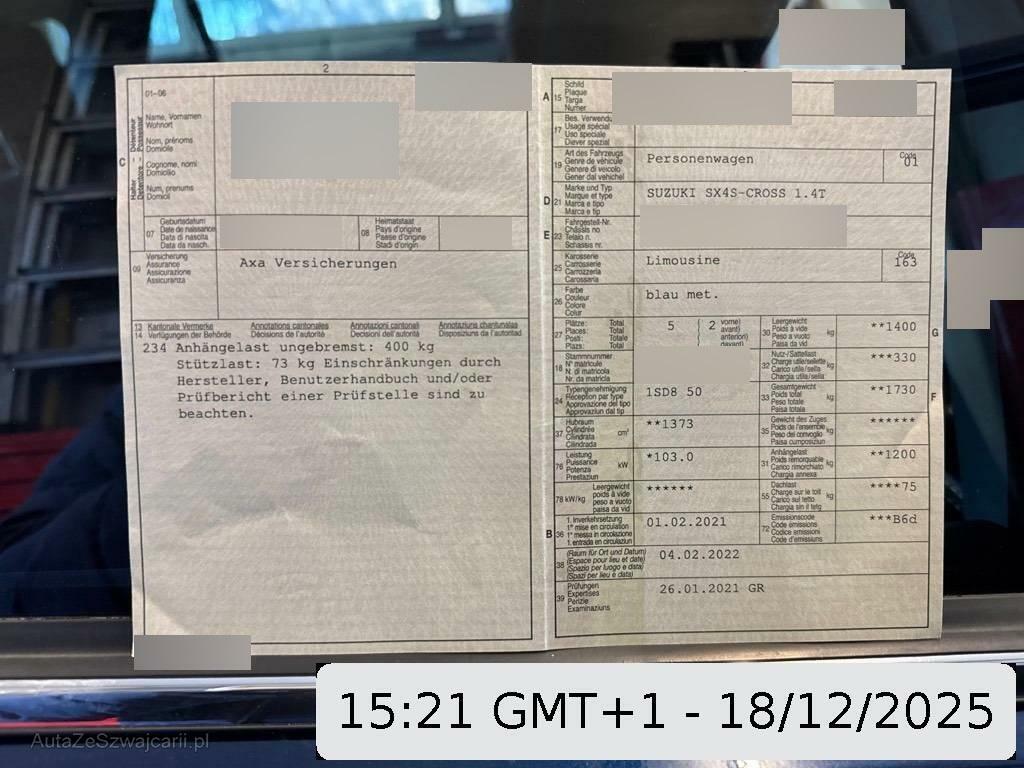 2
01-06
Name, Vornamen
Wohnort
Nom, prénoms
Domicile
Cognome, nomi
Domicilio
Num, prenums
Domicil
C
Halter Détenteur
Detentore Possessur
07
Geburtsdatum
Date de naissance
Data di nascita
Data da nasch.
08
Heimatstaat
Pays d'origine
Paese d'origine
Stadi d'origin
09
Versicherung
Assurance
Assicurazione
Assicuranza
Axa Versicherungen
13 Kantonale Vermerke Annotations cantonales Annotazioni cantonali Annotaziuns chantunalas
14 Verfügungen der Behörde Décisions de l'autorité Decisioni dell'autorità Disposiziuns da l'autoritad
234 Anhängelast ungebremst: 400 kg
Stützlast: 73 kg Einschränkungen durch
Hersteller, Benutzerhandbuch und/oder
Prüfbericht einer Prüfstelle sind zu
beachten.
A 15
Schild
Plaque
Targa
Numer
17
Bes. Verwendung
Usage spécial
Uso speciale
Diever spezial
19
Art des Fahrzeugs
Genre de véhicule
Genere di veicolo
Gener dal vehichel
Personenwagen
Code
01
D 21
Marke und Typ
Marque et type
Marca e tipo
Marca e tip
SUZUKI SX4S-CROSS 1.4T
E 23
Fahrgestell-Nr.
Châssis no
Telaio n.
Schassis nr.
25
Karosserie
Carrosserie
Carrozzeria
Carossaria
Limousine
Code
163
26
Farbe
Couleur
Colore
Colur
blau met.
27
Plätze: Total
Places: Total
Posti: Totale
Plazs: Total
5
2
vorne)
avant)
anteriori)
davant)
30
Leergewicht
Poids à vide
Peso a vuoto
Paisa da vid
kg
**1400
G
18
Stammnummer
N° matricule
N. di matricola
Nr. da matricla
32
Nutz-/Sattellast
Charge utile/sellette
Carico utile/sella
Chargia utila/sella
kg
***330
24
Typengenehmigung
Réception par type
Approvazione del tipo
Approvaziun dal tip
1SD8 50
33
Gesamtgewicht
Poids total
Peso totale
Paisa totala
kg
**1730
F
37
Hubraum
Cylindrée
Cilindrata
Cilindrada
cm³
**1373
35
Gewicht des Zuges
Poids de l'ensemble
Peso del convoglio
Paisa cumposiziun
kg
******
76
Leistung
Puissance
Potenza
Prestaziun
kW
*103.0
31
Anhängelast
Poids remorquable
Carico rimorchiato
Chargia annexa
kg
**1200
78 kW/kg
Leergewicht
poids à vide
peso a vuoto
paisa da vid
******
55
Dachlast
Charge sur le toit
Carico sul tetto
Chargia sin il tetg
kg
****75
B 36
1. Inverkehrsetzung
1re mise en circulation
1a messa in circolazione
1. entrada en circulaziun
01.02.2021
72
Emissionscode
Code émissions
Codice emissioni
Code d'emissiuns
***B6d
38
(Raum für Ort und Datum)
(Espace pour lieu et date)
(Spazio per luogo e data)
(Spazi per lieu e data)
04.02.2022
39
Prüfungen
Expertises
Perizie
Examinaziuns
26.01.2021 GR
15:21 GMT+1 - 18/12/2025
AutaZeSzwajcarii.pl